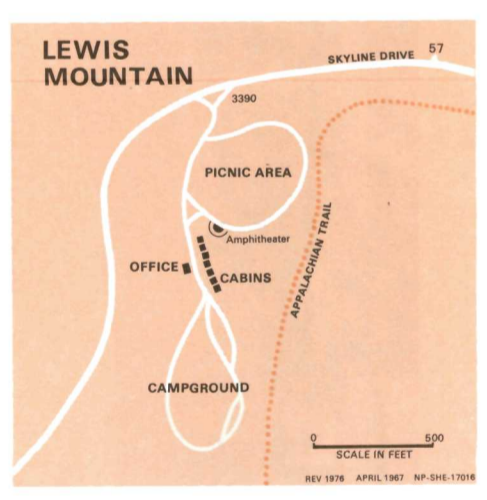 LEWIS
MOUNTAIN
SKYLINE DRIVE
57
3390
PICNIC AREA
Amphitheater
OFFICE
CABINS
APPALACHIAN TRAIL
CAMPGROUND
0 500
SCALE IN FEET
REV 1976 APRIL 1967 NP-SHE-17016